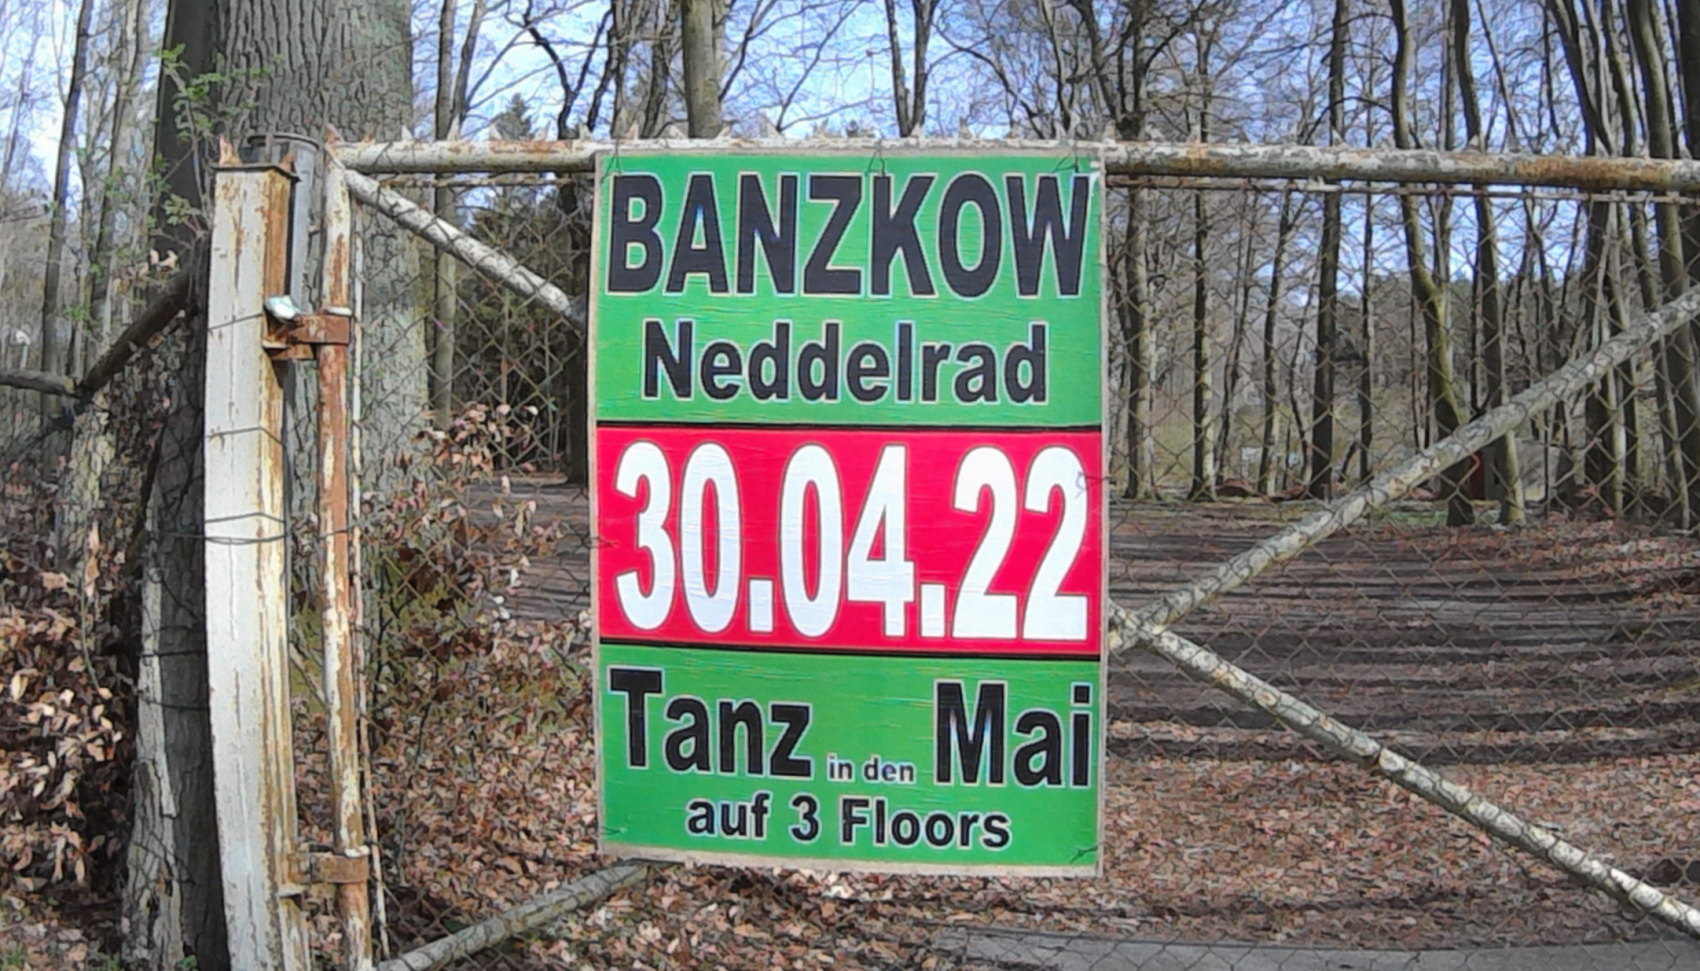 BANZKOW
Neddelrad
30.04.22
Tanz in den Mai
auf 3 Floors